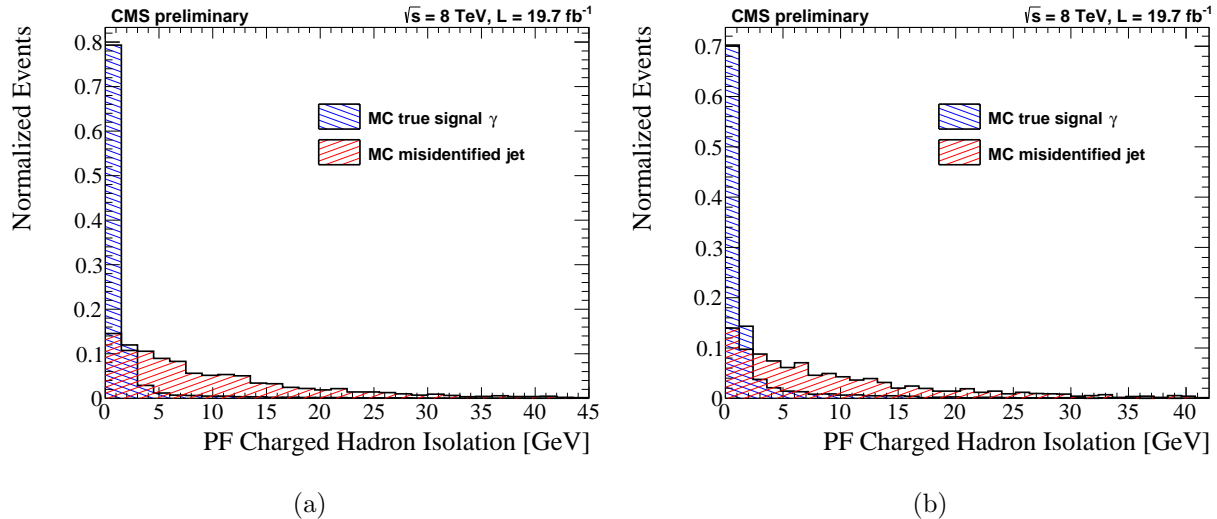 CMS preliminary
√s = 8 TeV, L = 19.7 fb⁻¹
Normalized Events
0.8
0.7
0.6
0.5
0.4
0.3
0.2
0.1
0
MC true signal γ
MC misidentified jet
0 5 10 15 20 25 30 35 40 45
PF Charged Hadron Isolation [GeV]
(a)
CMS preliminary
√s = 8 TeV, L = 19.7 fb⁻¹
Normalized Events
0.7
0.6
0.5
0.4
0.3
0.2
0.1
0
MC true signal γ
MC misidentified jet
0 5 10 15 20 25 30 35 40
PF Charged Hadron Isolation [GeV]
(b)